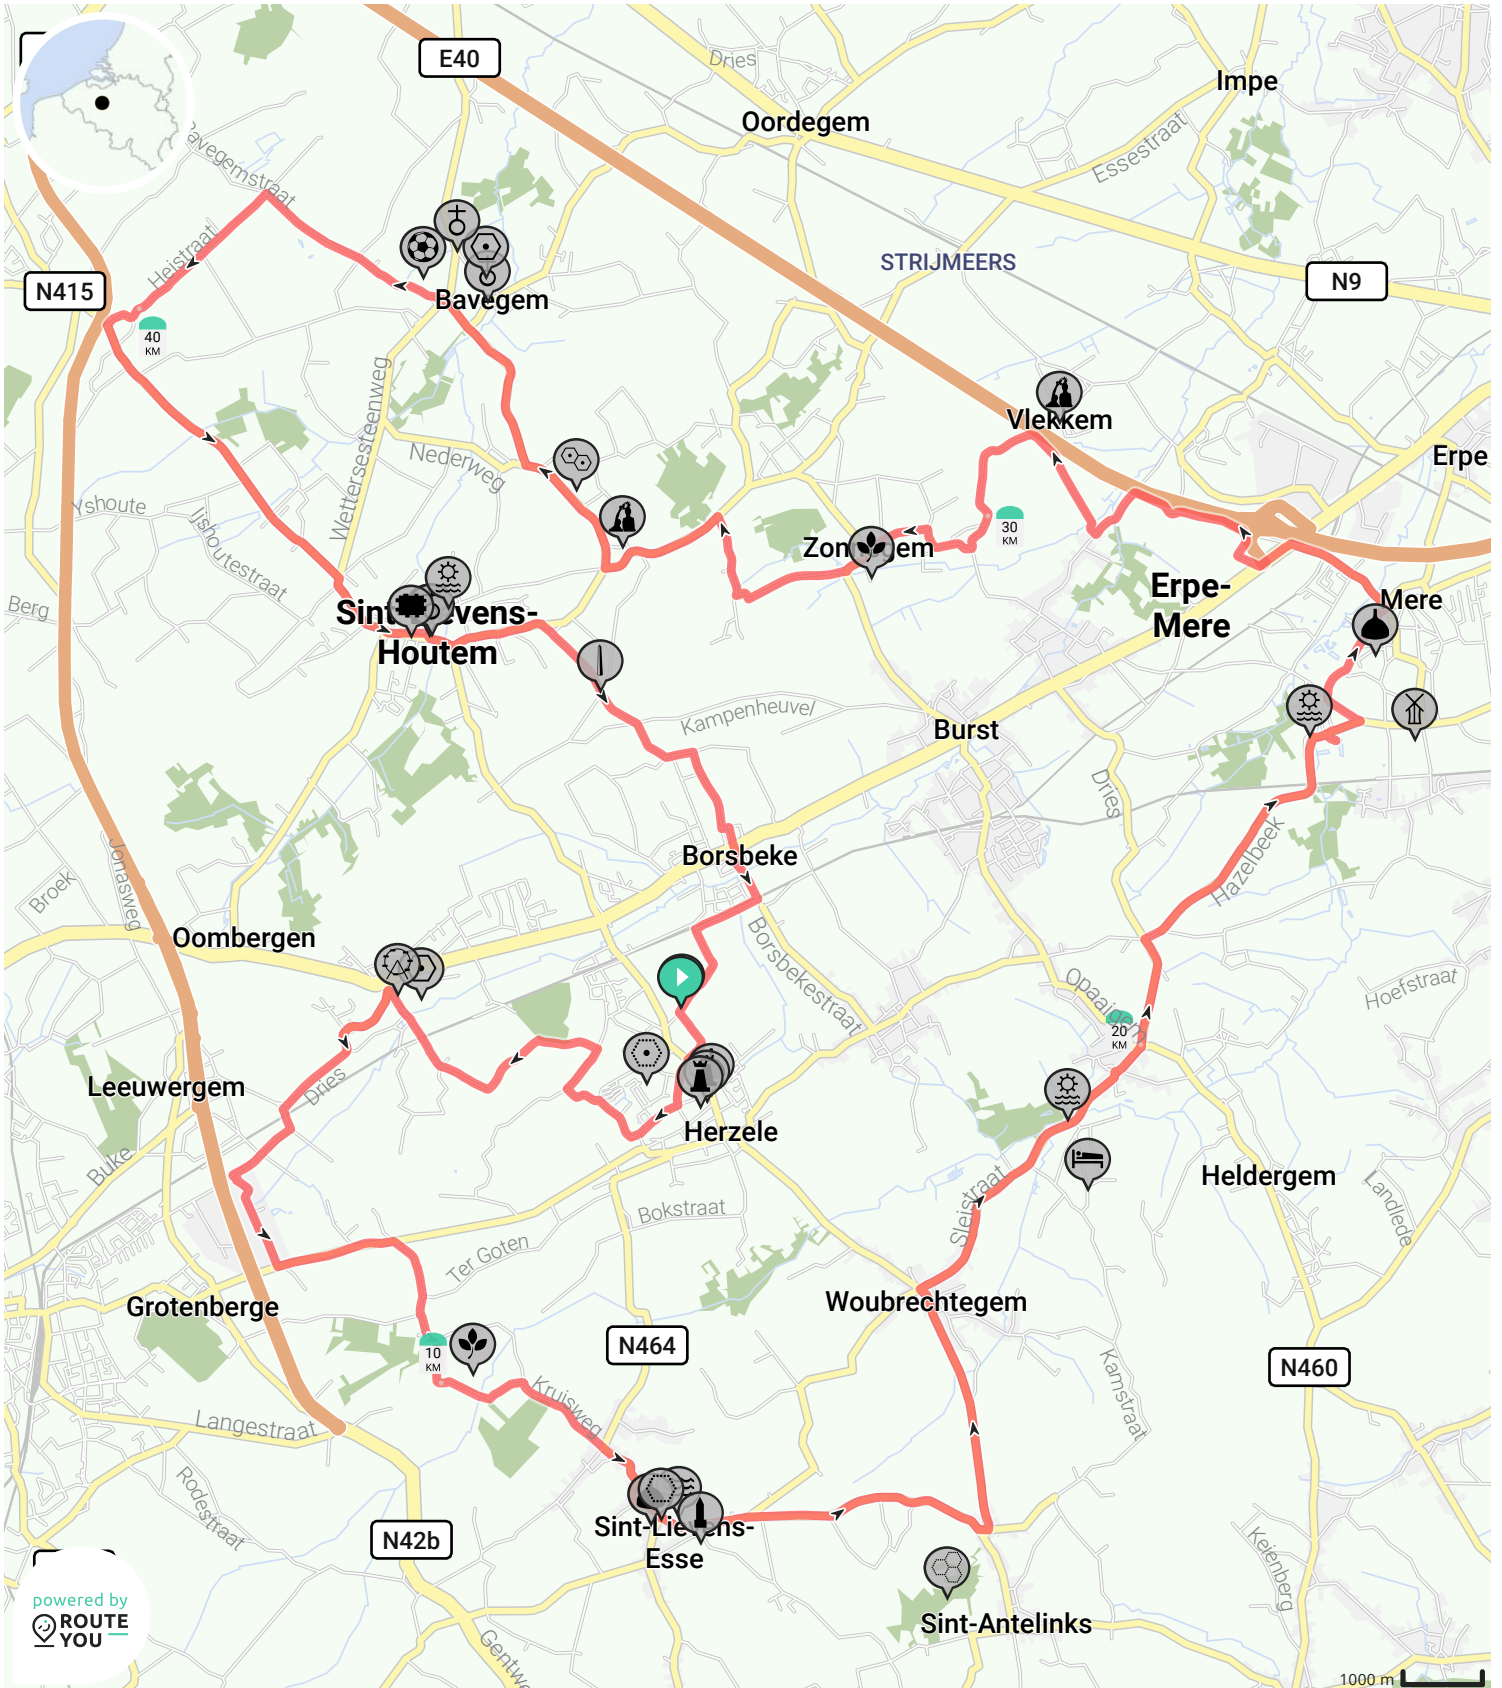 E40
Dries
Impe
Oordegem
Essestraat
Bavegemstraat
STRIJMEERS
Heistraat
N9
N415
Bavegem
40
KM
Wettersesteenweg
Vlekkem
Nederweg
Erpe
Yshoute
Ijshoutestraat
30
KM
Erpe-
Mere
Mere
Berg
Houtem
Kampenheuvel
Burst
Dries
Jonasweg
Borsbeke
Hazelbeek
Broek
Oombergen
Borsbekestraat
Opaaigem
Hoefstraat
20
KM
Leeuwergem
Dries
Herzele
Buke
Heldergem
Landlede
Bokstraat
Sleistraat
Ter Goten
Grotenberge
Woubrechtegem
N464
10
KM
N460
Kamstraat
Kruisweg
Langestraat
Rodestraat
Esse
N42b
Keienberg
powered by
ROUTE
YOU
Sint-Antelinks
Gentwe
1000 m